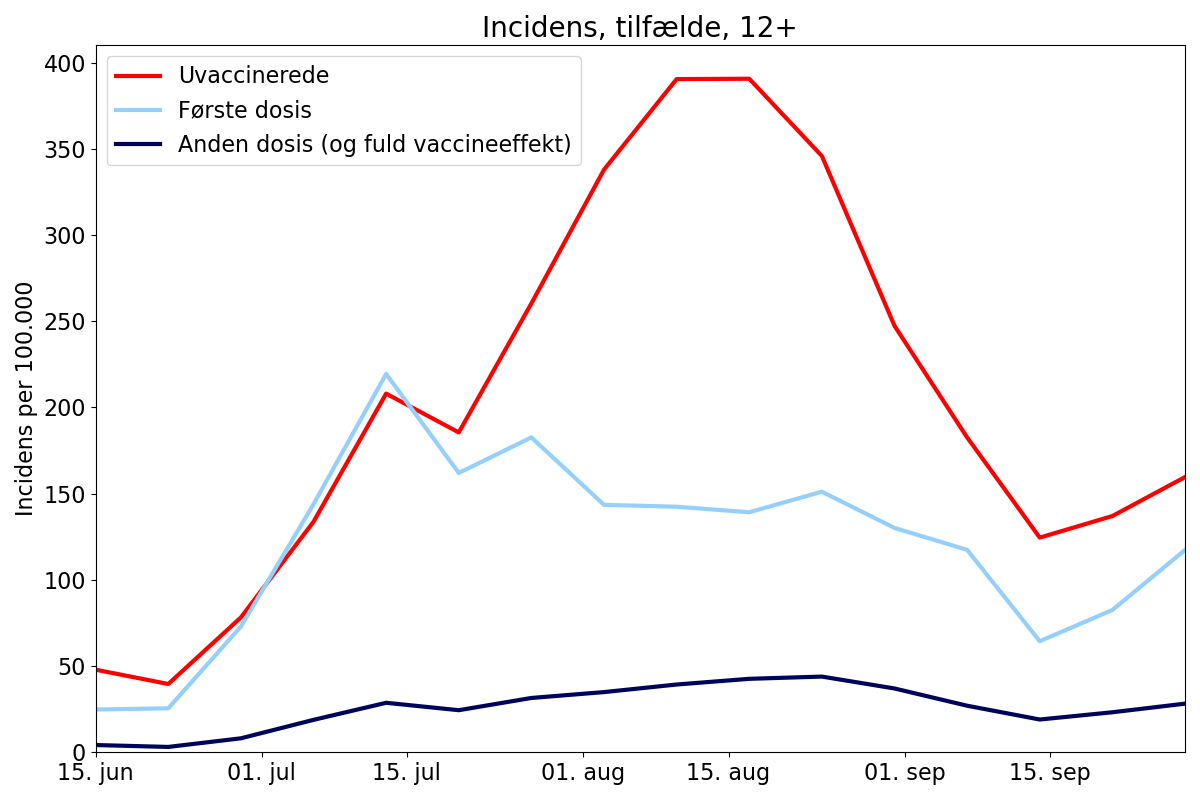 Incidens, tilfælde, 12+
Uvaccinerede
Første dosis
Anden dosis (og fuld vaccineeffekt)
Incidens per 100.000
400
350
300
250
200
150
100
50
0
15. jun 01. jul 15. jul 01. aug 15. aug 01. sep 15. sep